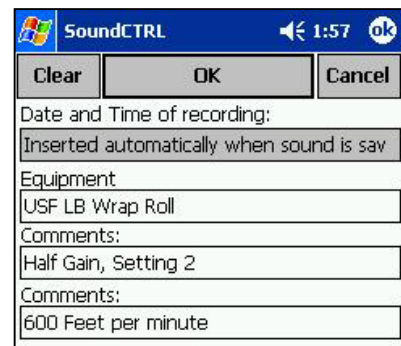 SoundCTRL 1:57 ok
Clear OK Cancel
Date and Time of recording:
Inserted automatically when sound is sav
Equipment
USF LB Wrap Roll
Comments:
Half Gain, Setting 2
Comments:
600 Feet per minute